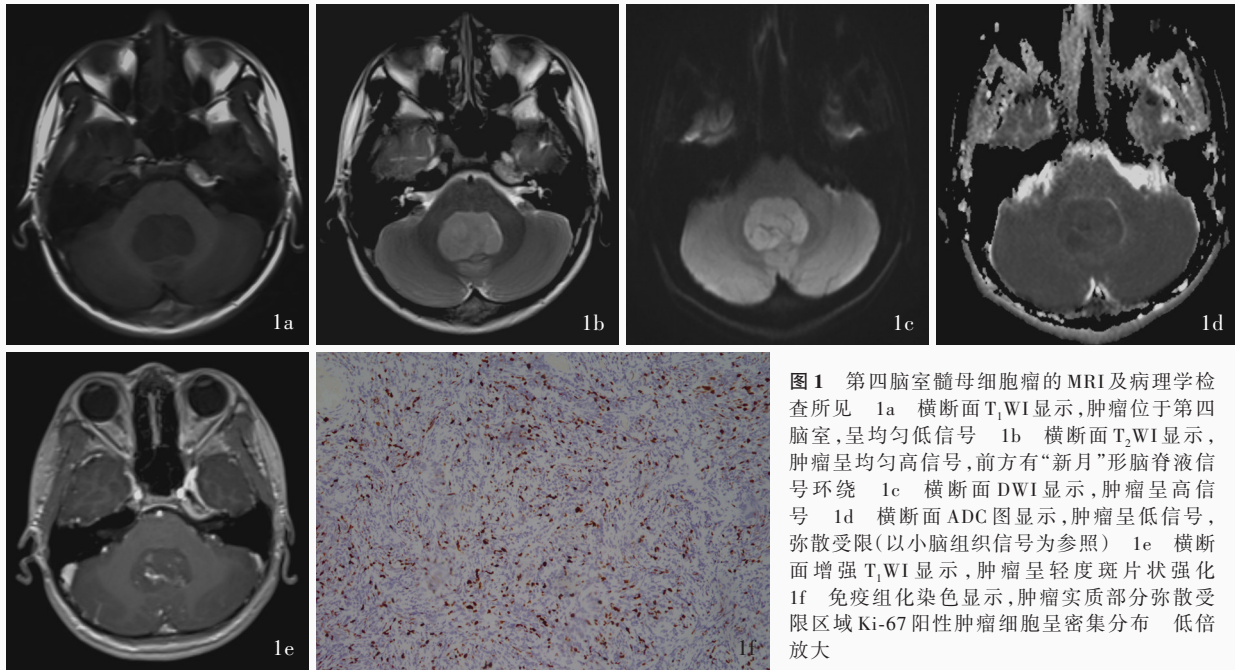 1a
1b
1c
1d
1e
1f
图1 第四脑室髓母细胞瘤的MRI及病理学检
查所见 1a 横断面T₁WI显示,肿瘤位于第四
脑室,呈均匀低信号 1b 横断面T₂WI显示,
肿瘤呈均匀高信号,前方有“新月”形脑脊液信
号环绕 1c 横断面DWI显示,肿瘤呈高信
号 1d 横断面ADC图显示,肿瘤呈低信号,
弥散受限(以小脑组织信号为参照) 1e 横断
面增强T₁WI显示,肿瘤呈轻度斑片状强化
1f 免疫组化染色显示,肿瘤实质部分弥散受
限区域Ki-67阳性肿瘤细胞呈密集分布 低倍
放大